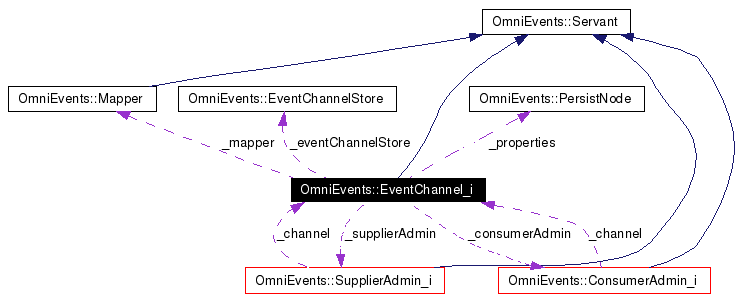 OmniEvents::Servant
OmniEvents::Mapper
OmniEvents::EventChannelStore
OmniEvents::PersistNode
_mapper
_eventChannelStore
_properties
OmniEvents::EventChannel_i
_channel
_supplierAdmin
_consumerAdmin
_channel
OmniEvents::SupplierAdmin_i
OmniEvents::ConsumerAdmin_i